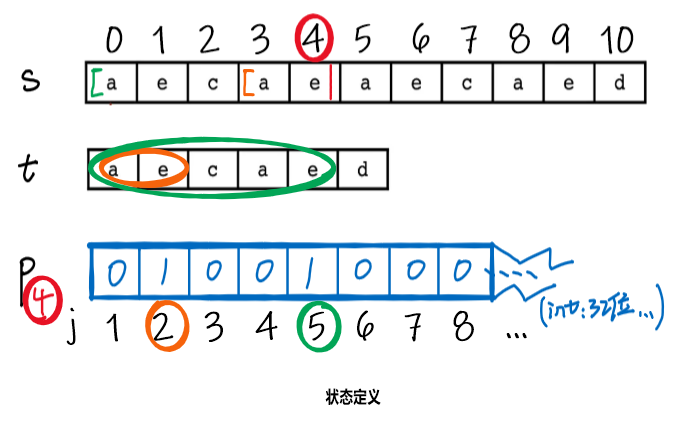 0 1 2 3 4 5 6 7 8 9 10
s [a e c [a e a e c a e d
t a e c a e d
p4 0 1 0 0 1 0 0 0
(int:32位...)
j 1 2 3 4 5 6 7 8 ...
状态定义